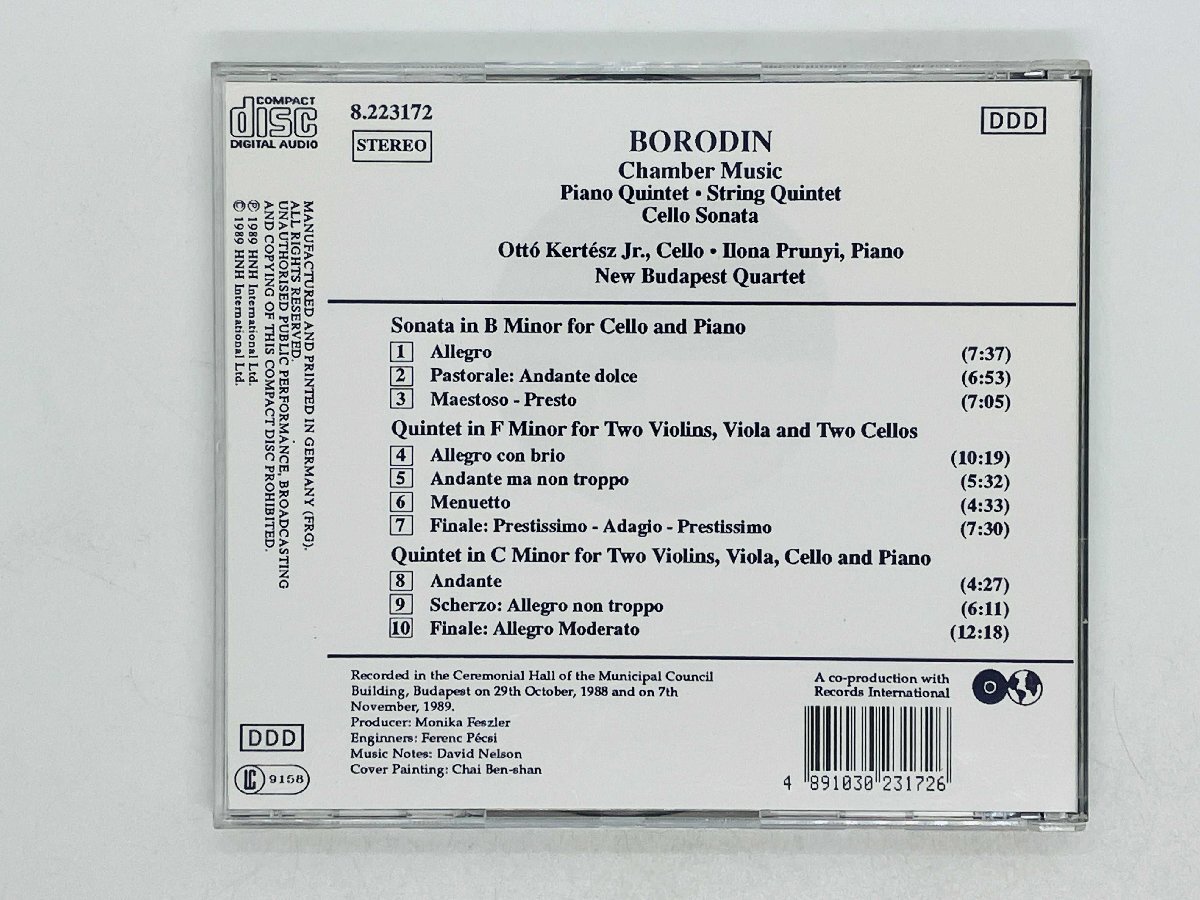 COMPACT
disc
DIGITAL AUDIO
8.223172
STEREO
DDD
BORODIN
Chamber Music
Piano Quintet • String Quintet
Cello Sonata
Ottó Kertész Jr., Cello • Ilona Prunyi, Piano
New Budapest Quartet
MANUFACTURED AND PRINTED IN GERMANY (FRG).
ALL RIGHTS RESERVED.
UNAUTHORISED PUBLIC PERFORMANCE, BROADCASTING
AND COPYING OF THIS COMPACT DISC PROHIBITED.
℗ 1989 HNH International Ltd.
© 1989 HNH International Ltd.
Sonata in B Minor for Cello and Piano
1 Allegro (7:37)
2 Pastorale: Andante dolce (6:53)
3 Maestoso - Presto (7:05)
Quintet in F Minor for Two Violins, Viola and Two Cellos
4 Allegro con brio (10:19)
5 Andante ma non troppo (5:32)
6 Menuetto (4:33)
7 Finale: Prestissimo - Adagio - Prestissimo (7:30)
Quintet in C Minor for Two Violins, Viola, Cello and Piano
8 Andante (4:27)
9 Scherzo: Allegro non troppo (6:11)
10 Finale: Allegro Moderato (12:18)
Recorded in the Ceremonial Hall of the Municipal Council
Building, Budapest on 29th October, 1988 and on 7th
November, 1989.
Producer: Monika Feszler
Enginners: Ferenc Pécsi
Music Notes: David Nelson
Cover Painting: Chai Ben-shan
A co-production with
Records International
DDD
LC 9158
4 891030 231726